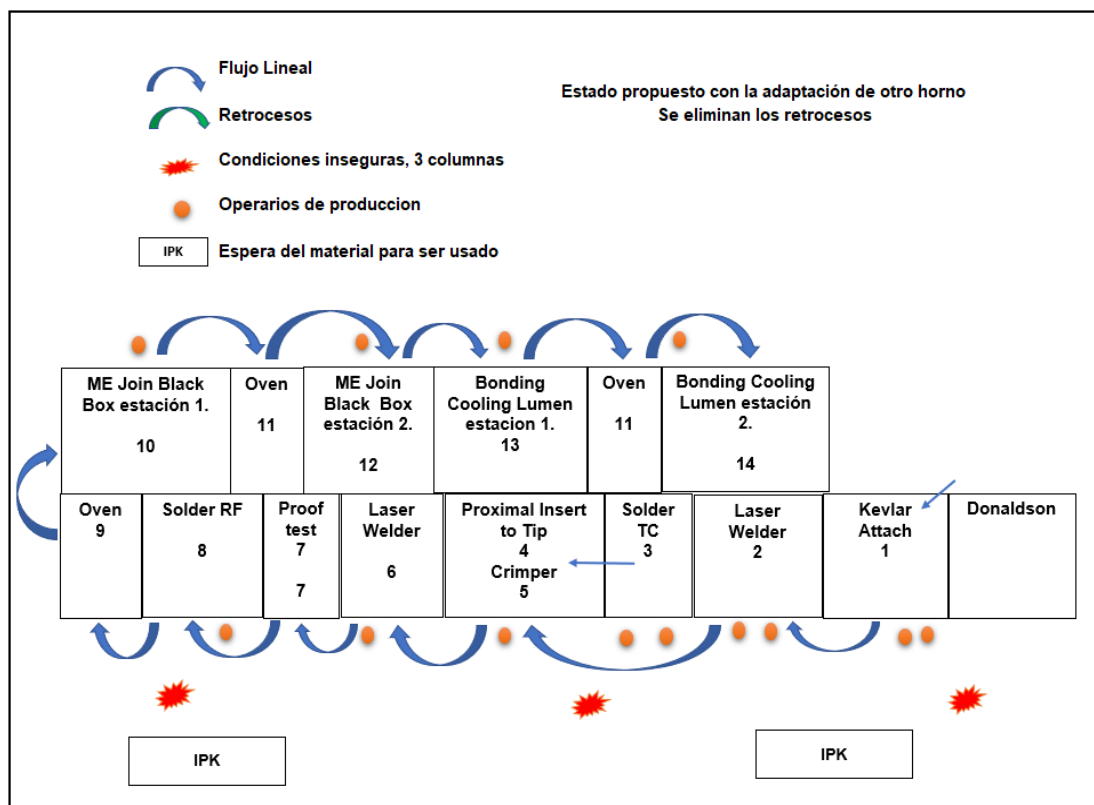 Flujo Lineal
Retrocesos
Condiciones inseguras, 3 columnas
Operarios de produccion
IPK
Espera del material para ser usado
Estado propuesto con la adaptación de otro horno
Se eliminan los retrocesos
ME Join Black
Box estación 1.
10
Oven
11
ME Join
Black Box
estación 2.
12
Bonding
Cooling Lumen
estacion 1.
13
Oven
11
Bonding Cooling
Lumen estación
2.
14
Oven
9
Solder RF
8
Proof
test
7
7
Laser
Welder
6
Proximal Insert
to Tip
4
Crimper
5
Solder
TC
3
Laser
Welder
2
Kevlar
Attach
1
Donaldson
IPK
IPK